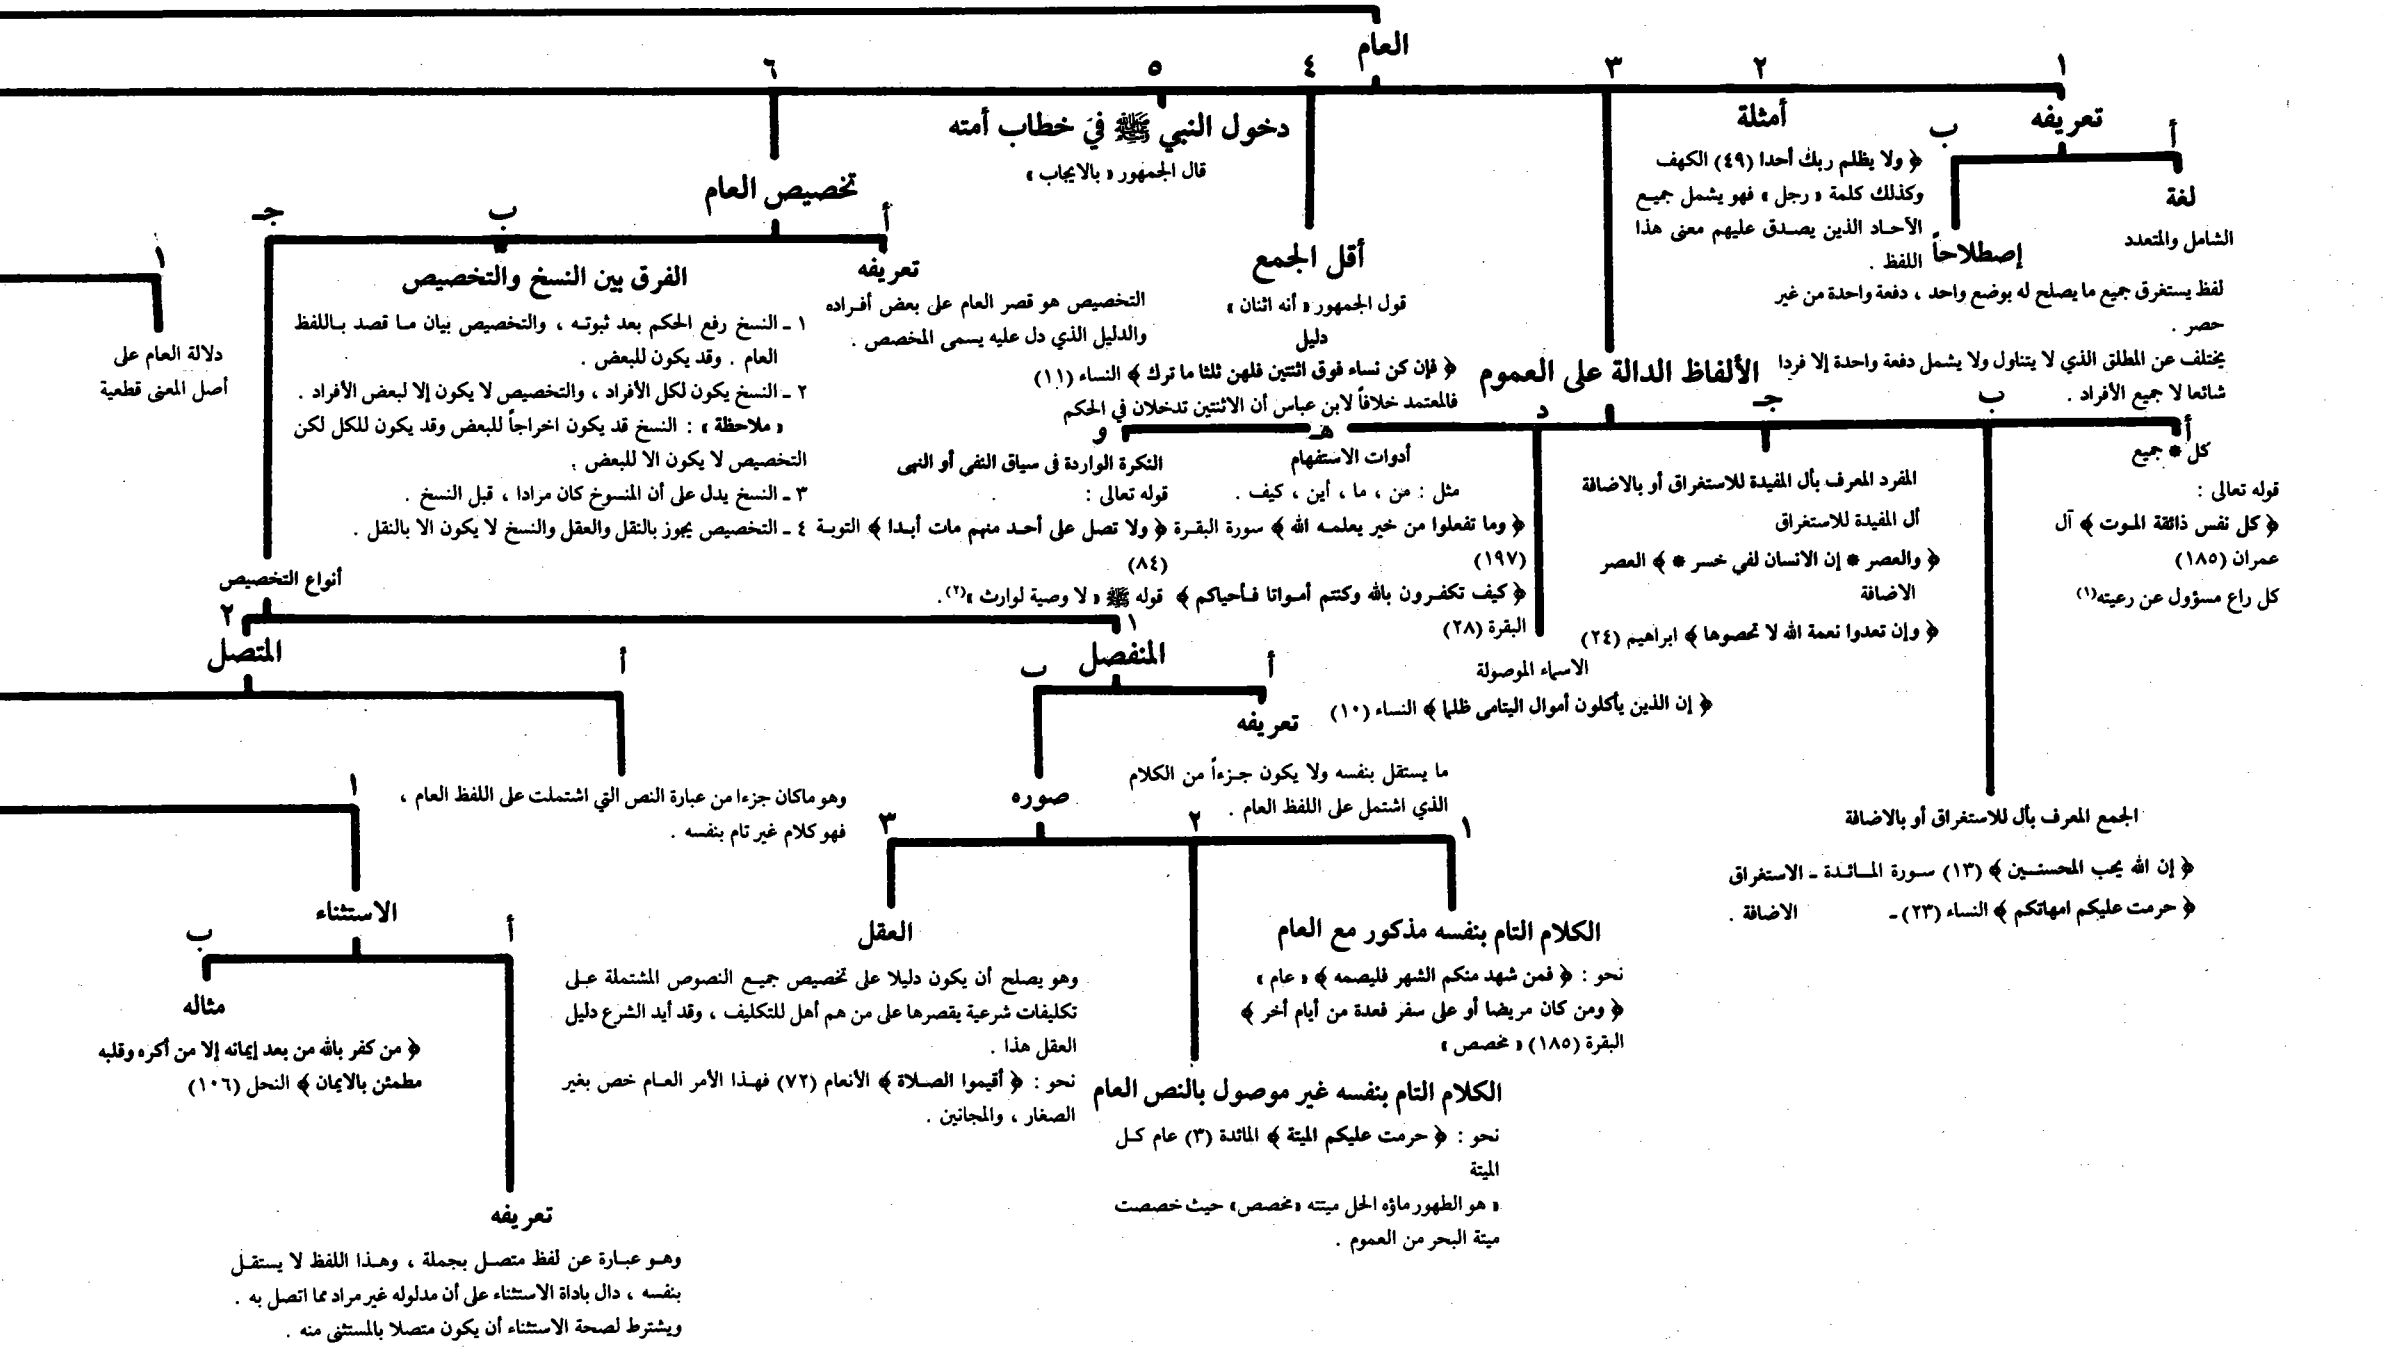 العام
١
٢
٣
٤
٥
٦
تعريفه
أ
ب
لغة
الشامل والمتعدد
إصطلاحاً
لفظ يستغرق جميع ما يصلح له بوضع واحد ، دفعة واحدة من غير
حصر .
يختلف عن المطلق الذي لا يتناول ولا يشمل دفعة واحدة إلا فردا
شائعا لا جميع الأفراد .
أمثلة
﴿ ولا يظلم ربك أحدا (٤٩) الكهف
وكذلك كلمة « رجل » فهو يشمل جميع
الآحاد الذين يصدق عليهم معنى هذا
اللفظ .
الألفاظ الدالة على العموم
أ
ب
جـ
د
هـ
و
كل * جميع
قوله تعالى :
﴿ كل نفس ذائقة الموت ﴾ آل
عمران (١٨٥)
كل راع مسؤول عن رعيته(١)
الجمع المعرف بأل للاستغراق أو بالاضافة
﴿ إن الله يحب المحسنين ﴾ (١٣) سورة المائدة ـ الاستغراق
﴿ حرمت عليكم امهاتكم ﴾ النساء (٢٣) ـ الاضافة .
المفرد المعرف بأل المفيدة للاستغراق أو بالاضافة
أل المفيدة للاستغراق
﴿ والعصر * إن الانسان لفي خسر * ﴾ العصر
الاضافة
﴿ وإن تعدوا نعمة الله لا تحصوها ﴾ ابراهيم (٢٤)
الاسماء الموصولة
﴿ إن الذين يأكلون أموال اليتامى ظلما ﴾ النساء (١٠)
أدوات الاستفهام
مثل : من ، ما ، أين ، كيف .
﴿ وما تفعلوا من خير يعلمه الله ﴾ سورة البقرة
(١٩٧)
﴿ كيف تكفرون بالله وكنتم أمواتا فأحياكم ﴾
البقرة (٢٨)
النكرة الواردة في سياق النفي أو النهى
قوله تعالى :
﴿ ولا تصل على أحد منهم مات أبدا ﴾ التوبة
(٨٤)
قوله ﷺ « لا وصية لوارث »(٢).
أقل الجمع
قول الجمهور « أنه اثنان »
دليل
﴿ فإن كن نساء فوق اثنتين فلهن ثلثا ما ترك ﴾ النساء (١١)
فالمعتمد خلافاً لابن عباس أن الاثنتين تدخلان في الحكم
دخول النبي ﷺ في خطاب أمته
قال الجمهور « بالايجاب »
تخصيص العام
أ
ب
جـ
تعريفه
التخصيص هو قصر العام على بعض أفراده
والدليل الذي دل عليه يسمى المخصص .
الفرق بين النسخ والتخصيص
١ ـ النسخ رفع الحكم بعد ثبوته ، والتخصيص بيان ما قصد باللفظ
العام . وقد يكون للبعض .
٢ ـ النسخ يكون لكل الأفراد ، والتخصيص لا يكون إلا لبعض الأفراد .
« ملاحظة » : النسخ قد يكون اخراجاً للبعض وقد يكون للكل لكن
التخصيص لا يكون الا للبعض .
٣ ـ النسخ يدل على أن المنسوخ كان مرادا ، قبل النسخ .
٤ ـ التخصيص يجوز بالنقل والعقل والنسخ لا يكون الا بالنقل .
١
دلالة العام على
أصل المعنى قطعية
أنواع التخصيص
١
٢
المنفصل
أ
ب
تعريفه
ما يستقل بنفسه ولا يكون جزءاً من الكلام
الذي اشتمل على اللفظ العام .
صوره
١
٢
٣
الكلام التام بنفسه مذكور مع العام
نحو : ﴿ فمن شهد منكم الشهر فليصمه ﴾ « عام »
﴿ ومن كان مريضا أو على سفر فعدة من أيام أخر ﴾
البقرة (١٨٥) « مخصص »
الكلام التام بنفسه غير موصول بالنص العام
نحو : ﴿ حرمت عليكم الميتة ﴾ المائدة (٣) عام كل
الميتة
« هو الطهور ماؤه الحل ميتته «مخصص» حيث خصصت
ميتة البحر من العموم .
العقل
وهو يصلح أن يكون دليلا على تخصيص جميع النصوص المشتملة على
تكليفات شرعية يقصرها على من هم أهل للتكليف ، وقد أيد الشرع دليل
العقل هذا .
نحو : ﴿ أقيموا الصلاة ﴾ الأنعام (٧٢) فهذا الأمر العام خص بغير
الصغار ، والمجانين .
المتصل
أ
وهو ماكان جزءا من عبارة النص التي اشتملت على اللفظ العام ،
فهو كلام غير تام بنفسه .
١
الاستثناء
أ
ب
مثاله
﴿ من كفر بالله من بعد إيمانه إلا من أكره وقلبه
مطمئن بالايمان ﴾ النحل (١٠٦)
تعريفه
وهو عبارة عن لفظ متصل بجملة ، وهذا اللفظ لا يستقل
بنفسه ، دال باداة الاستثناء على أن مدلوله غير مراد مما اتصل به .
ويشترط لصحة الاستثناء أن يكون متصلا بالمستثنى منه .